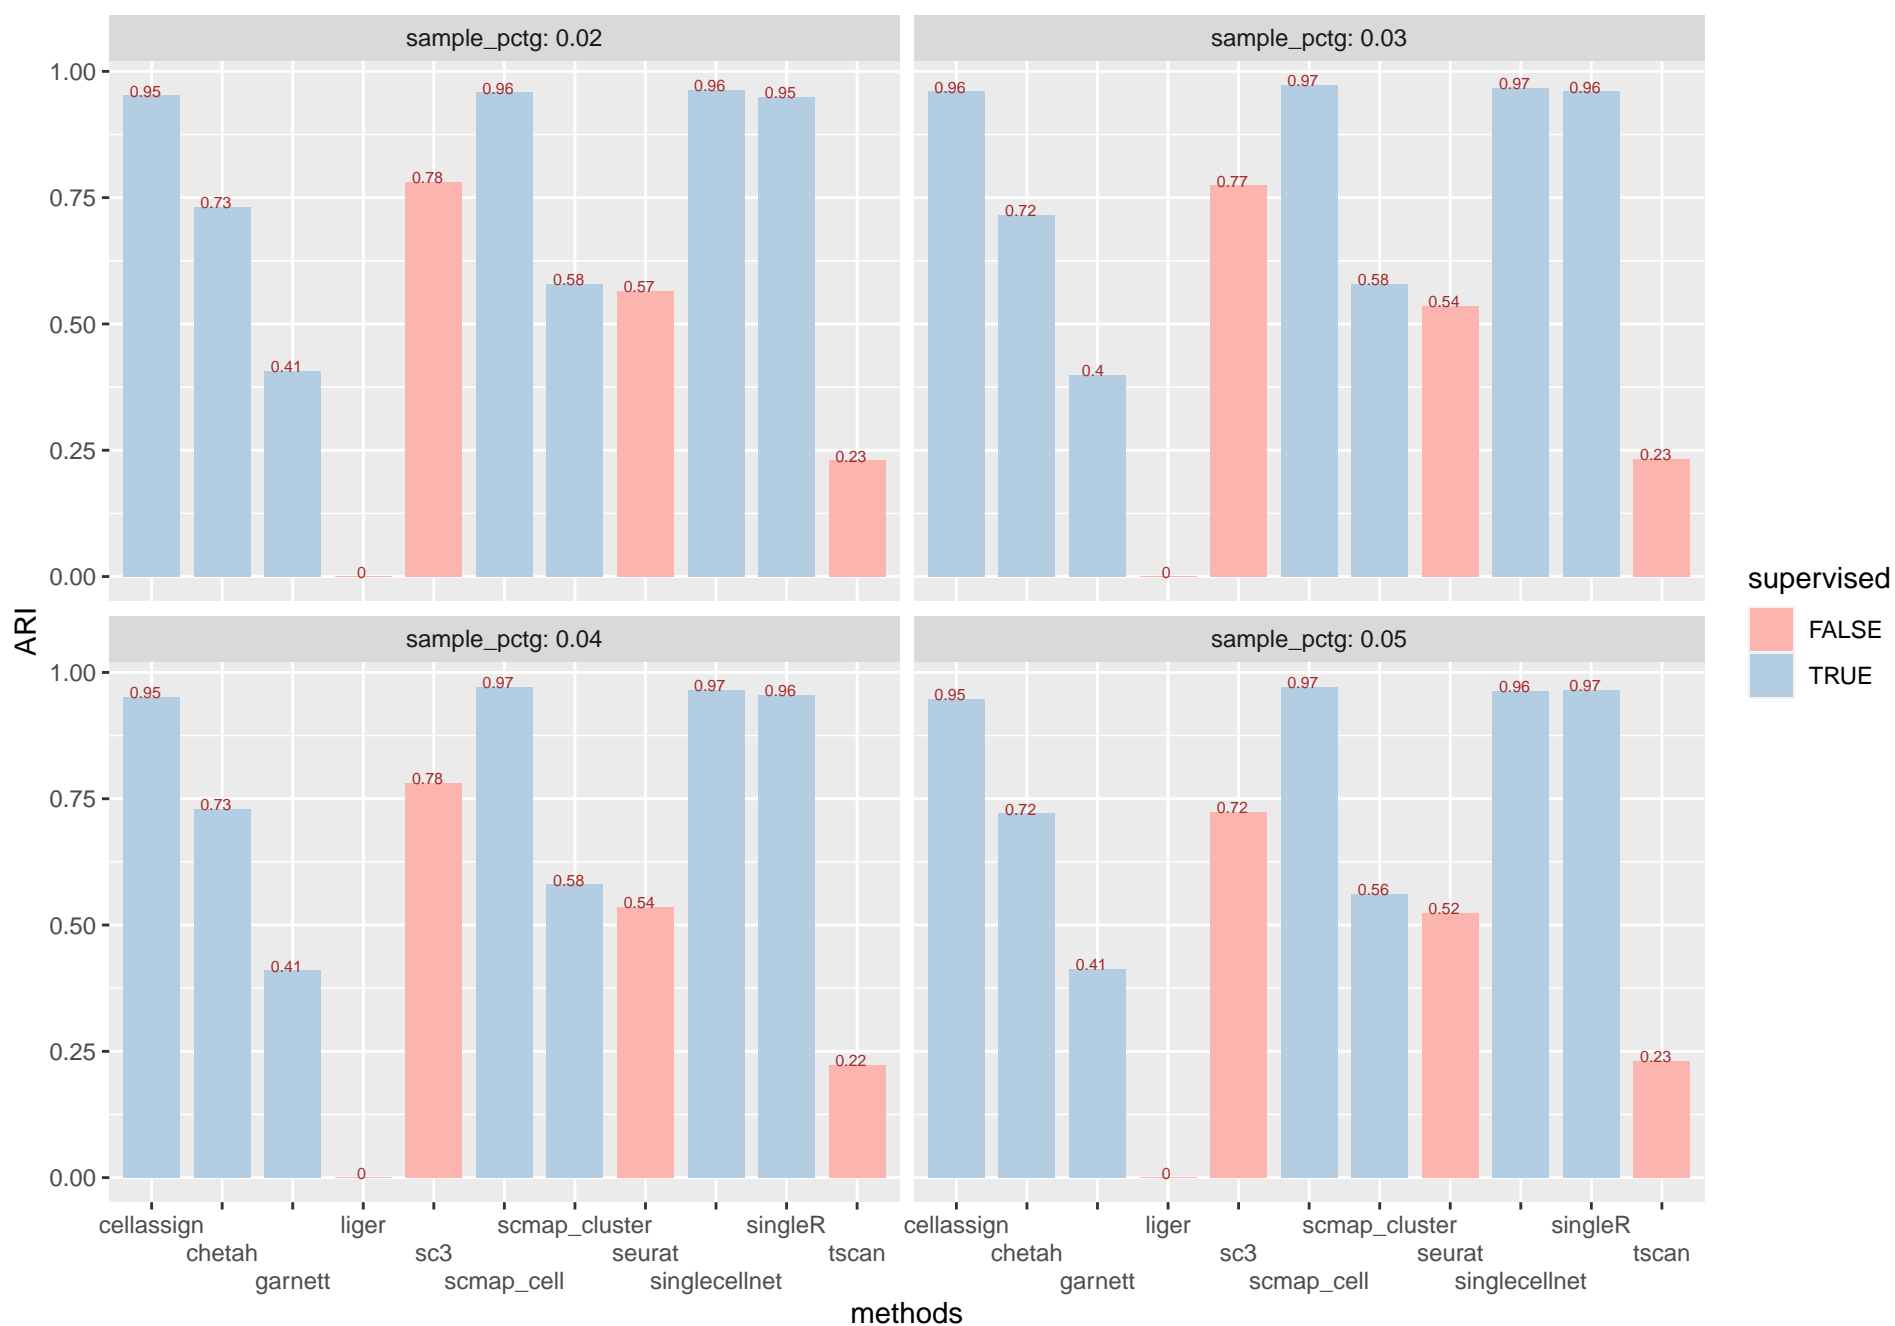 sample_pctg: 0.02
sample_pctg: 0.03
1.00
0.95
0.73
0.41
0
0.78
0.96
0.58
0.57
0.96
0.95
0.23
0.96
0.72
0.4
0
0.77
0.97
0.58
0.54
0.97
0.96
0.23
0.75
0.50
0.25
0.00
ARI
supervised
FALSE
TRUE
sample_pctg: 0.04
sample_pctg: 0.05
1.00
0.95
0.73
0.41
0
0.78
0.97
0.58
0.54
0.97
0.96
0.22
0.95
0.72
0.41
0
0.72
0.97
0.56
0.52
0.96
0.97
0.23
0.75
0.50
0.25
0.00
cellassign
chetah
garnett
liger
sc3
scmap_cell
scmap_cluster
seurat
singlecellnet
singleR
tscan
cellassign
chetah
garnett
liger
sc3
scmap_cell
scmap_cluster
seurat
singlecellnet
singleR
tscan
methods